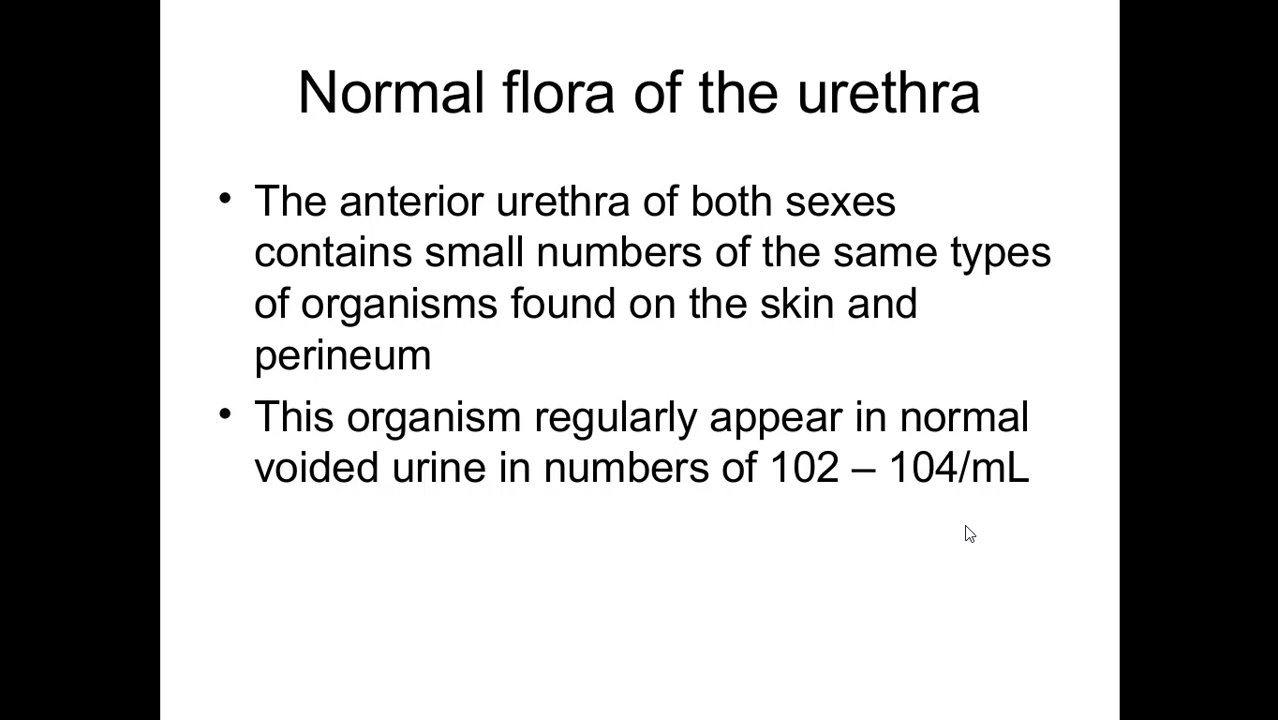 Normal flora of the urethra
• The anterior urethra of both sexes
contains small numbers of the same types
of organisms found on the skin and
perineum
• This organism regularly appear in normal
voided urine in numbers of 102 – 104/mL